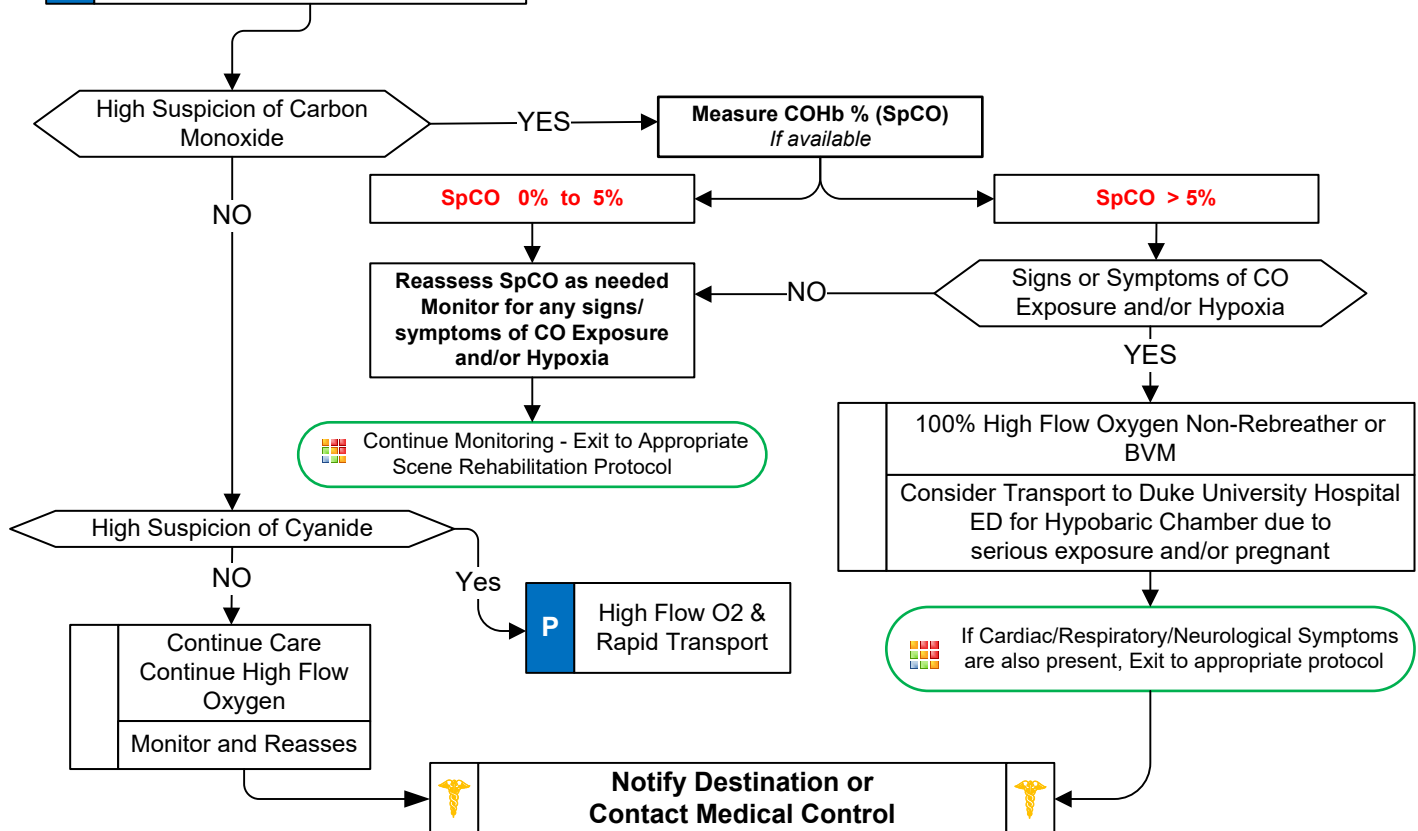 High Suspicion of Carbon
Monoxide
YES
Measure COHb % (SpCO)
If available
NO
SpCO 0% to 5%
SpCO > 5%
Reassess SpCO as needed
Monitor for any signs/
symptoms of CO Exposure
and/or Hypoxia
NO
Signs or Symptoms of CO
Exposure and/or Hypoxia
YES
100% High Flow Oxygen Non-Rebreather or
BVM
Consider Transport to Duke University Hospital
ED for Hypobaric Chamber due to
serious exposure and/or pregnant
Continue Monitoring - Exit to Appropriate
Scene Rehabilitation Protocol
High Suspicion of Cyanide
NO
Yes
P
High Flow O2 &
Rapid Transport
If Cardiac/Respiratory/Neurological Symptoms
are also present, Exit to appropriate protocol
Continue Care
Continue High Flow
Oxygen
Monitor and Reasses
Notify Destination or
Contact Medical Control